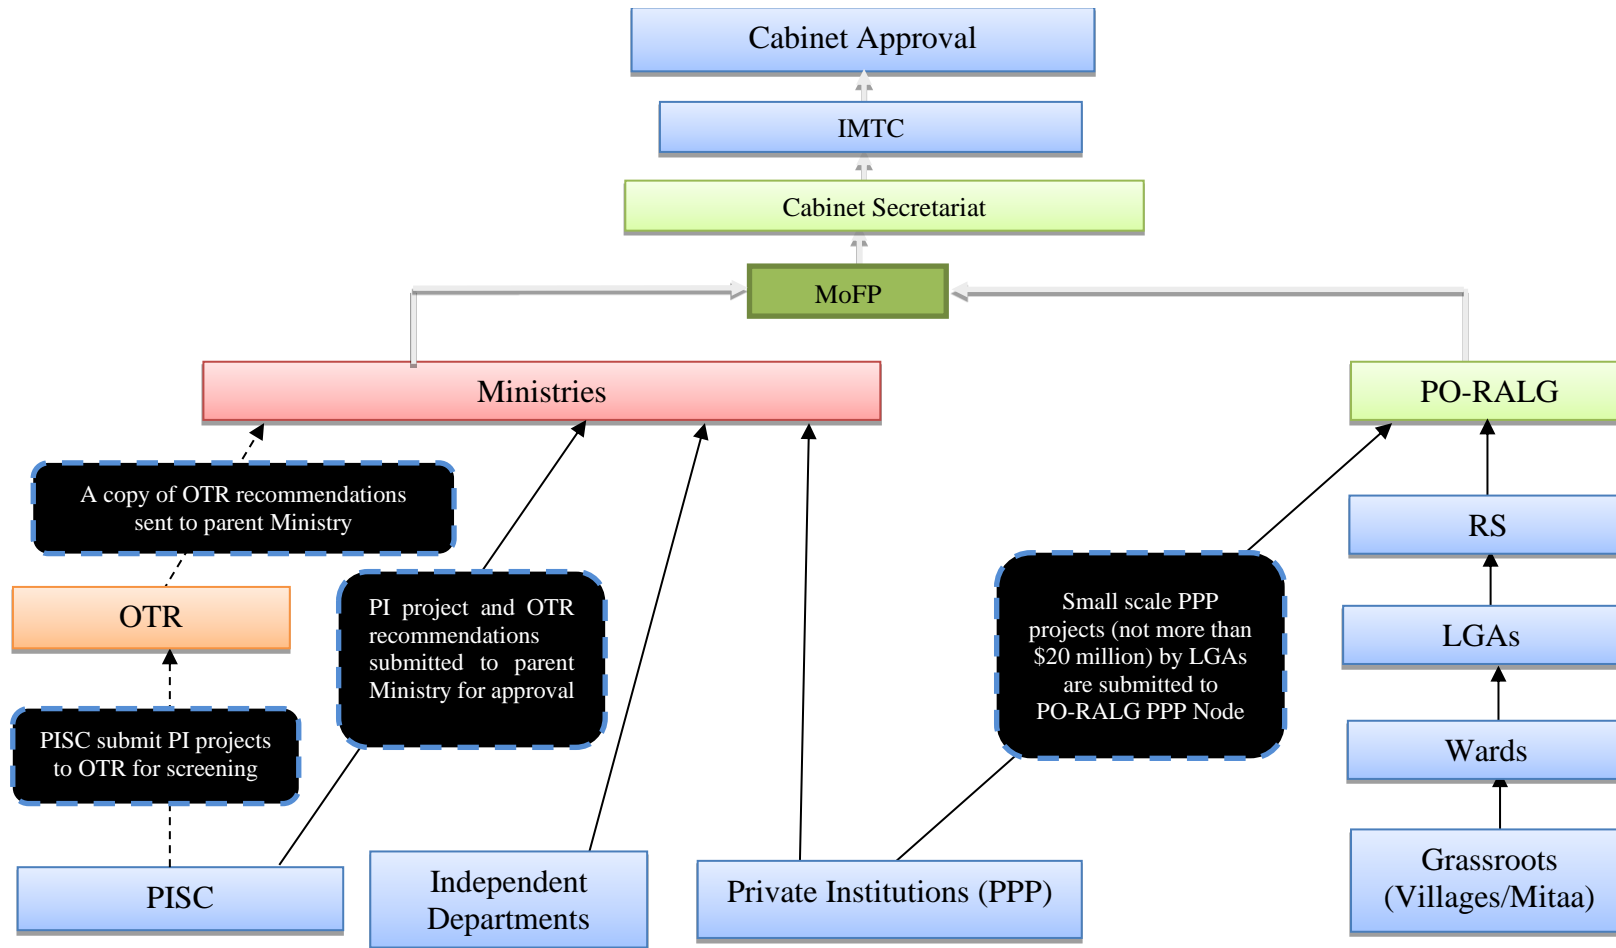 Cabinet Approval
IMTC
Cabinet Secretariat
MoFP
Ministries
PO-RALG
A copy of OTR recommendations
sent to parent Ministry
RS
OTR
PI project and OTR
recommendations
submitted to parent
Ministry for approval
Small scale PPP
projects (not more than
$20 million) by LGAs
are submitted to
PO-RALG PPP Node
LGAs
PISC submit PI projects
to OTR for screening
Wards
PISC
Independent
Departments
Private Institutions (PPP)
Grassroots
(Villages/Mitaa)